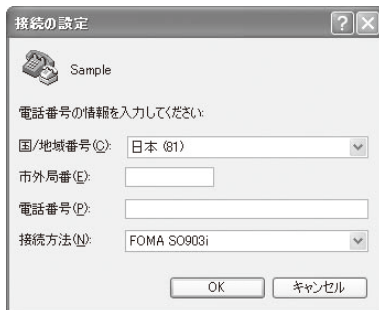 接続の設定
Sample
電話番号の情報を入力してください:
国/地域番号(C): 日本 (81)
市外局番(E):
電話番号(P):
接続方法(N): FOMA SO903i
OK キャンセル